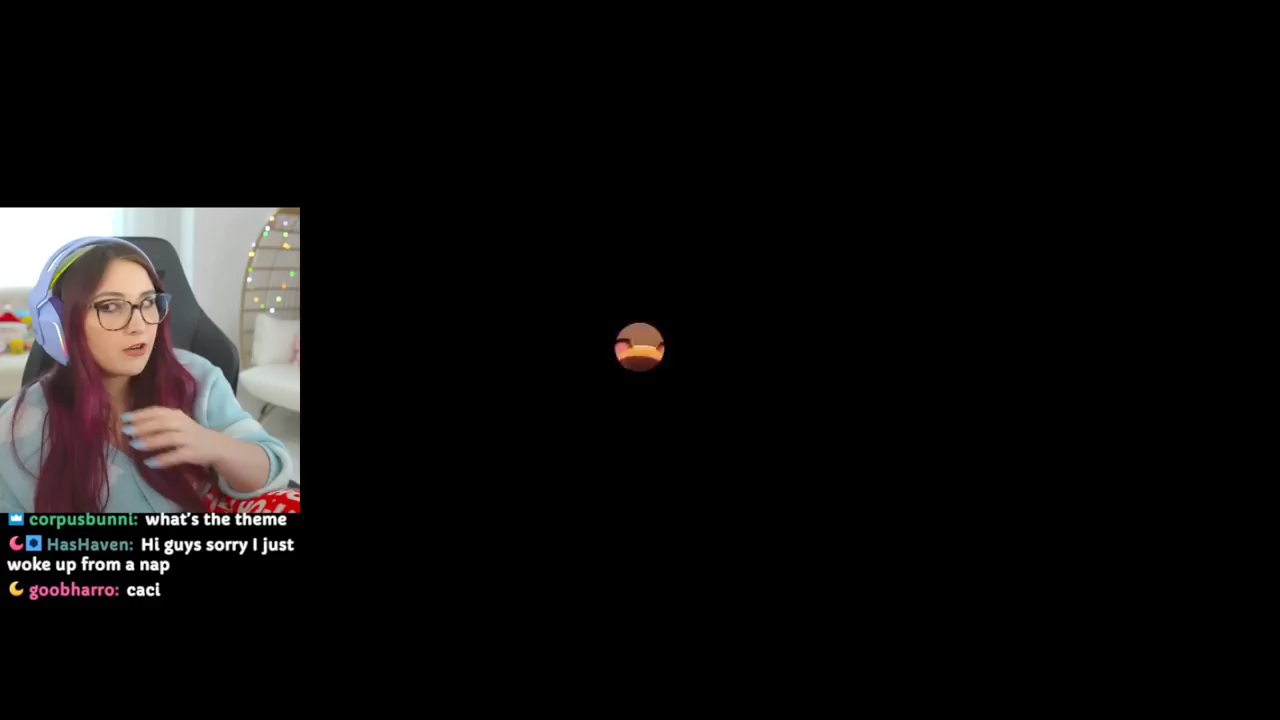 corpusbunni: what's the theme
HasHaven: Hi guys sorry I just
woke up from a nap
goobharro: caci